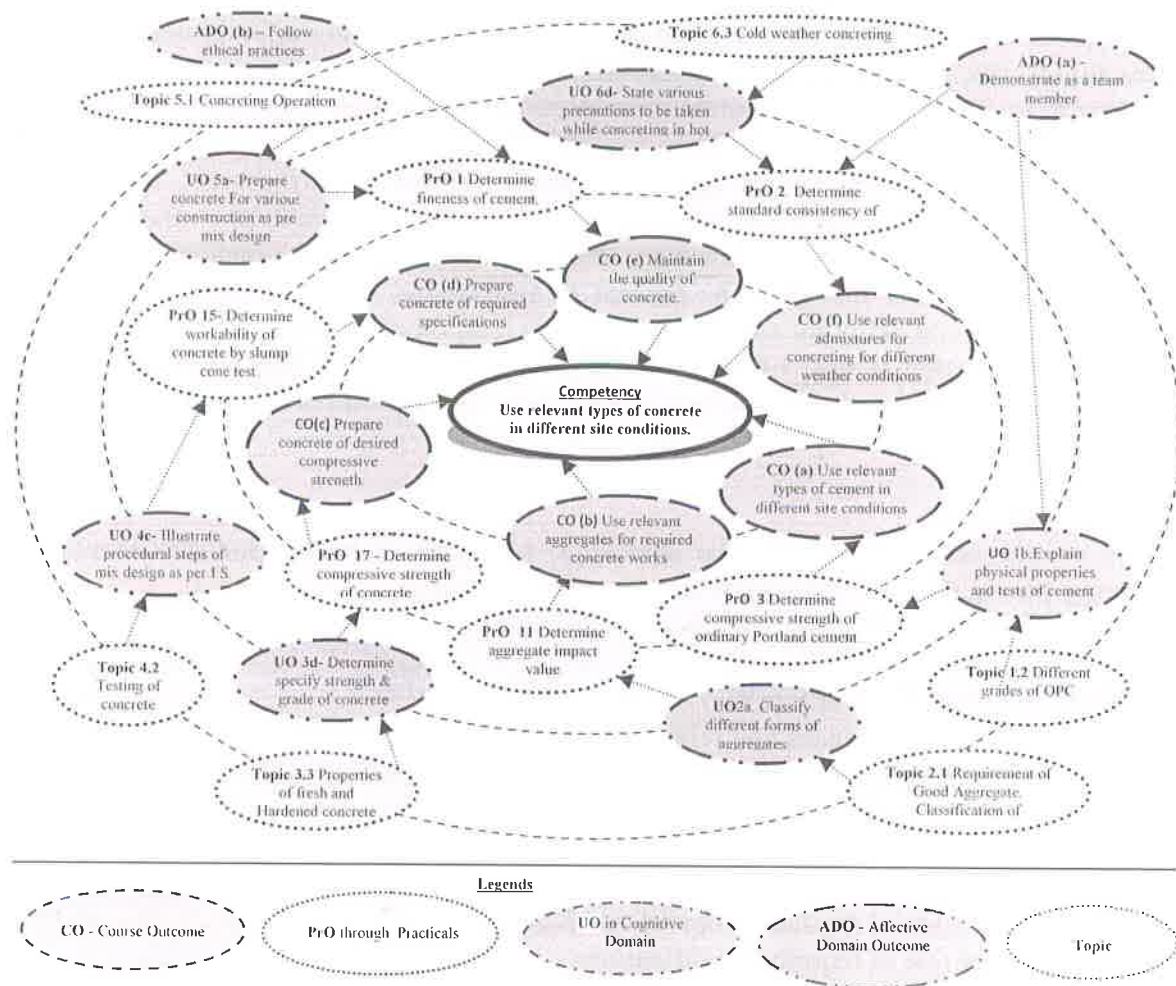 ADO (b) – Follow
ethical practices
Topic 6.3 Cold weather concreting
ADO (a) -
Demonstrate as a team
member
Topic 5.1 Concreting Operation
UO 6d- State various
precautions to be taken
while concreting in hot
UO 5a- Prepare
concrete For various
construction as pre
mix design
PrO 1 Determine
fineness of cement.
PrO 2 Determine
standard consistency of
CO (e) Maintain
the quality of
concrete.
CO (d) Prepare
concrete of required
specifications
PrO 15- Determine
workability of
concrete by slump
cone test
CO (f) Use relevant
admixtures for
concreting for different
weather conditions
Competency
Use relevant types of concrete
in different site conditions.
CO(c) Prepare
concrete of desired
compressive
strength
CO (a) Use relevant
types of cement in
different site conditions
CO (b) Use relevant
aggregates for required
concrete works
UO 4c- Illustrate
procedural steps of
mix design as per I.S.
PrO 17 - Determine
compressive strength
of concrete
UO 1b.Explain
physical properties
and tests of cement
PrO 3 Determine
compressive strength of
ordinary Portland cement
PrO 11 Determine
aggregate impact
value
UO 3d- Determine
specify strength &
grade of concrete
Topic 4.2
Testing of
concrete
Topic 1.2 Different
grades of OPC
UO2a. Classify
different forms of
aggregates
Topic 3.3 Properties
of fresh and
Hardened concrete
Topic 2.1 Requirement of
Good Aggregate.
Classification of
Legends
CO - Course Outcome
PrO through Practicals
UO in Cognitive
Domain
ADO - Affective
Domain Outcome
Topic